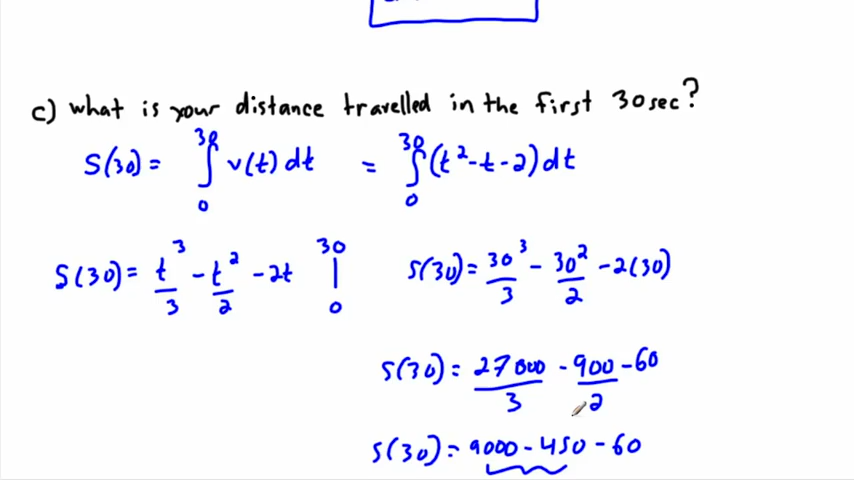 c) what is your distance travelled in the first 30 sec?
S(30) = ∫₀³⁰ v(t) dt = ∫₀³⁰ (t² - t - 2) dt
S(30) = t³/3 - t²/2 - 2t |₀³⁰ S(30) = 30³/3 - 30²/2 - 2(30)
S(30) = 27000/3 - 900/2 - 60
S(30) = 9000 - 450 - 60